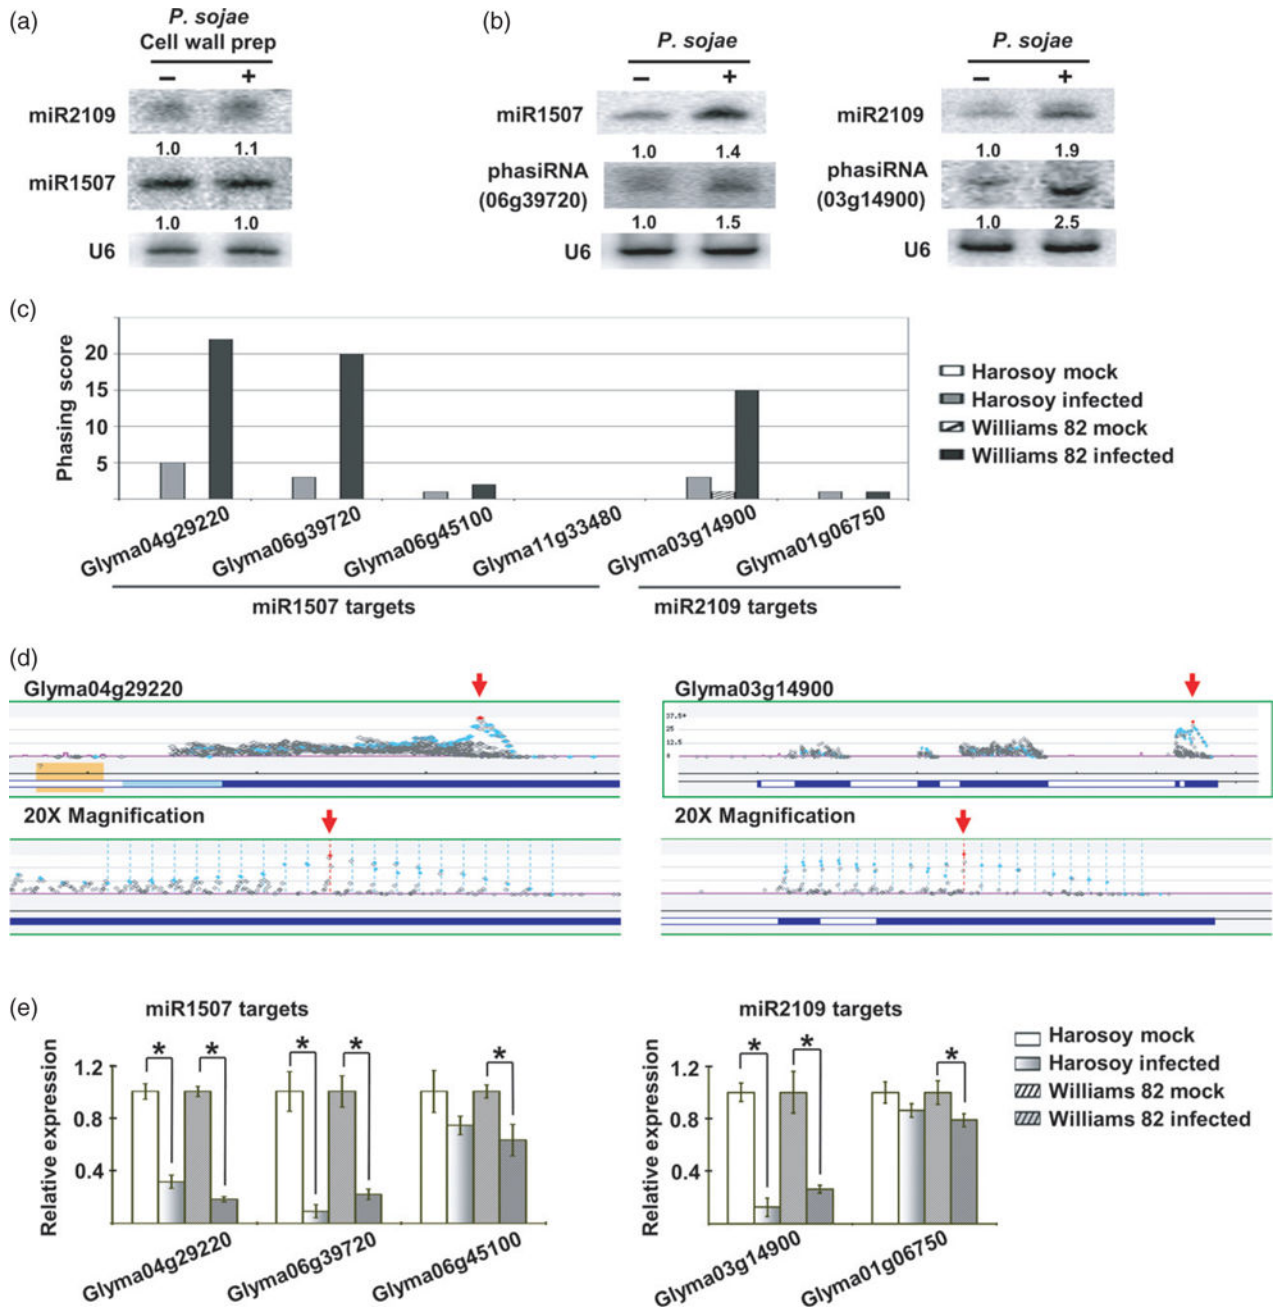 (a)
P. sojae
Cell wall prep
– +
miR2109
1.0 1.1
miR1507
1.0 1.0
U6
(b)
P. sojae
– +
miR1507
1.0 1.4
phasiRNA
(06g39720)
1.0 1.5
U6
P. sojae
– +
miR2109
1.0 1.9
phasiRNA
(03g14900)
1.0 2.5
U6
(c)
Phasing score
20
15
10
5
Glyma04g29220
Glyma06g39720
Glyma06g45100
Glyma11g33480
Glyma03g14900
Glyma01g06750
miR1507 targets
miR2109 targets
Harosoy mock
Harosoy infected
Williams 82 mock
Williams 82 infected
(d)
Glyma04g29220
20X Magnification
Glyma03g14900
37.5+
25
12.5
20X Magnification
(e)
miR1507 targets
Relative expression
1.2
0.8
0.4
* * * * *
Glyma04g29220
Glyma06g39720
Glyma06g45100
miR2109 targets
Relative expression
1.2
0.8
0.4
* * *
Glyma03g14900
Glyma01g06750
Harosoy mock
Harosoy infected
Williams 82 mock
Williams 82 infected